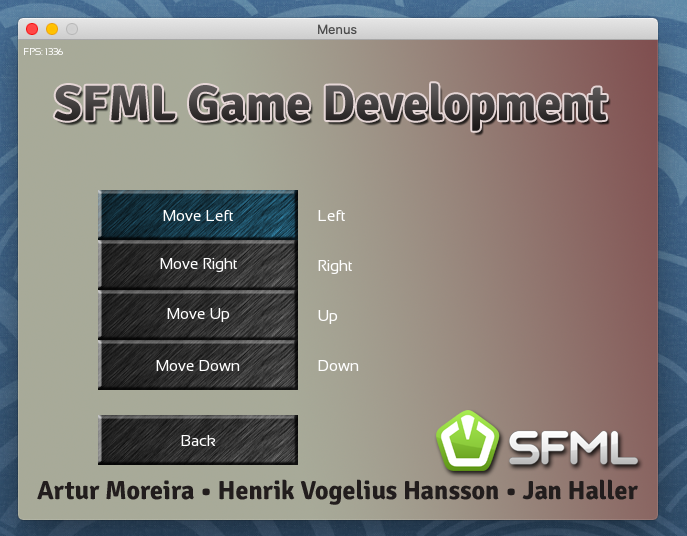 Menus
FPS: 1336
SFML Game Development
Move Left Left
Move Right Right
Move Up Up
Move Down Down
Back
SFML
Artur Moreira • Henrik Vogelius Hansson • Jan Haller